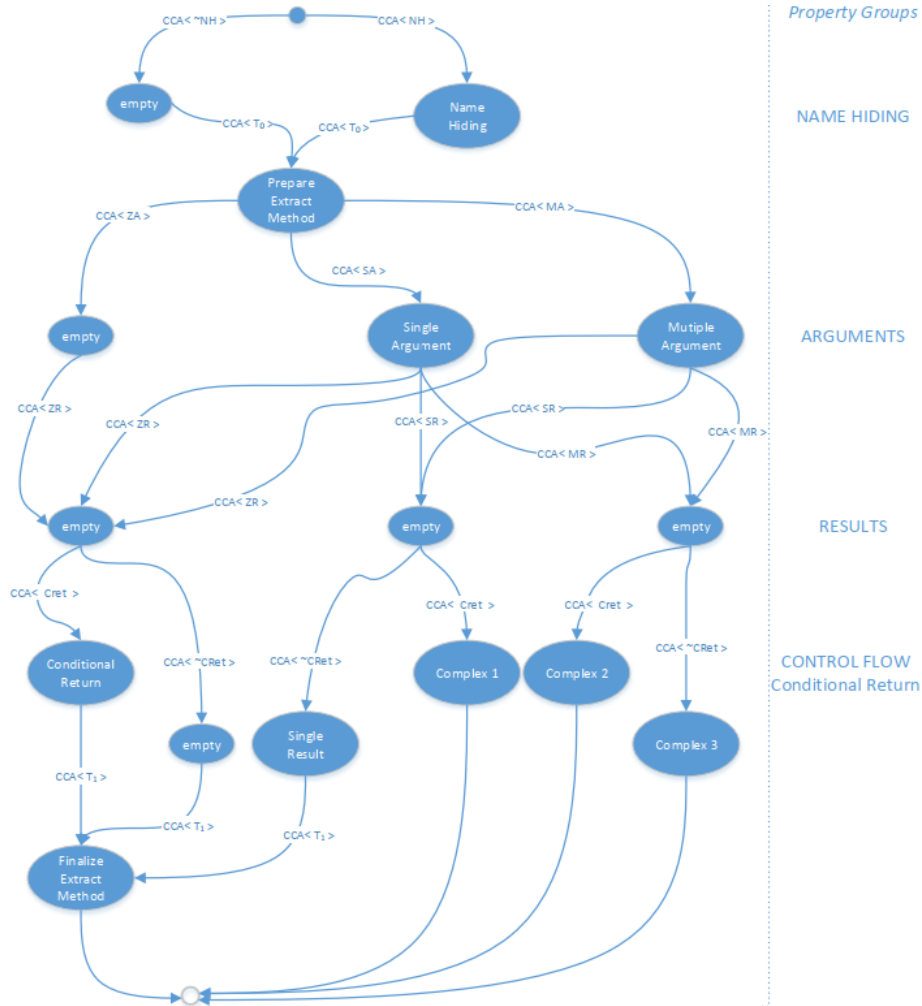 Property Groups
CCA< ~NH >
CCA< NH >
empty
Name
Hiding
NAME HIDING
CCA< T₀ >
CCA< T₀ >
Prepare
Extract
Method
CCA< ZA >
CCA< MA >
CCA< SA >
empty
Single
Argument
Mutiple
Argument
ARGUMENTS
CCA< ZR >
CCA< ZR >
CCA< SR >
CCA< SR >
CCA< MR >
CCA< MR >
CCA< ZR >
empty
empty
empty
RESULTS
CCA< Cret >
CCA< Cret >
CCA< Cret >
CCA< ~CRet >
CCA< ~CRet >
CCA< ~CRet >
Conditional
Return
Complex 1
Complex 2
CONTROL FLOW
Conditional Return
empty
Single
Result
Complex 3
CCA< T₁ >
CCA< T₁ >
CCA< T₁ >
Finalize
Extract
Method